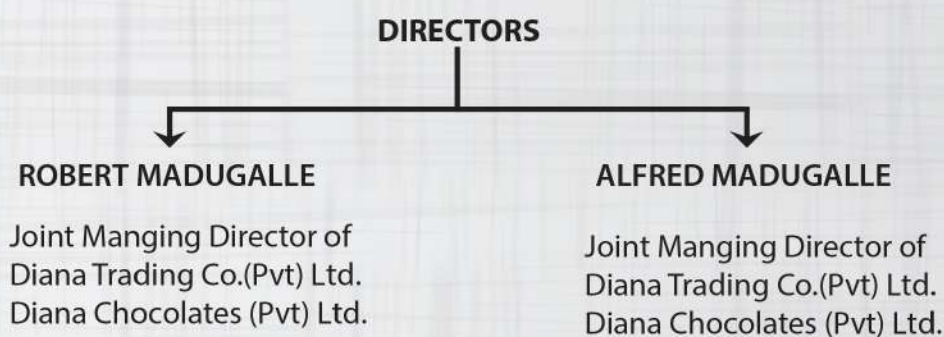 DIRECTORS
ROBERT MADUGALLE
Joint Manging Director of
Diana Trading Co.(Pvt) Ltd.
Diana Chocolates (Pvt) Ltd.
ALFRED MADUGALLE
Joint Manging Director of
Diana Trading Co.(Pvt) Ltd.
Diana Chocolates (Pvt) Ltd.